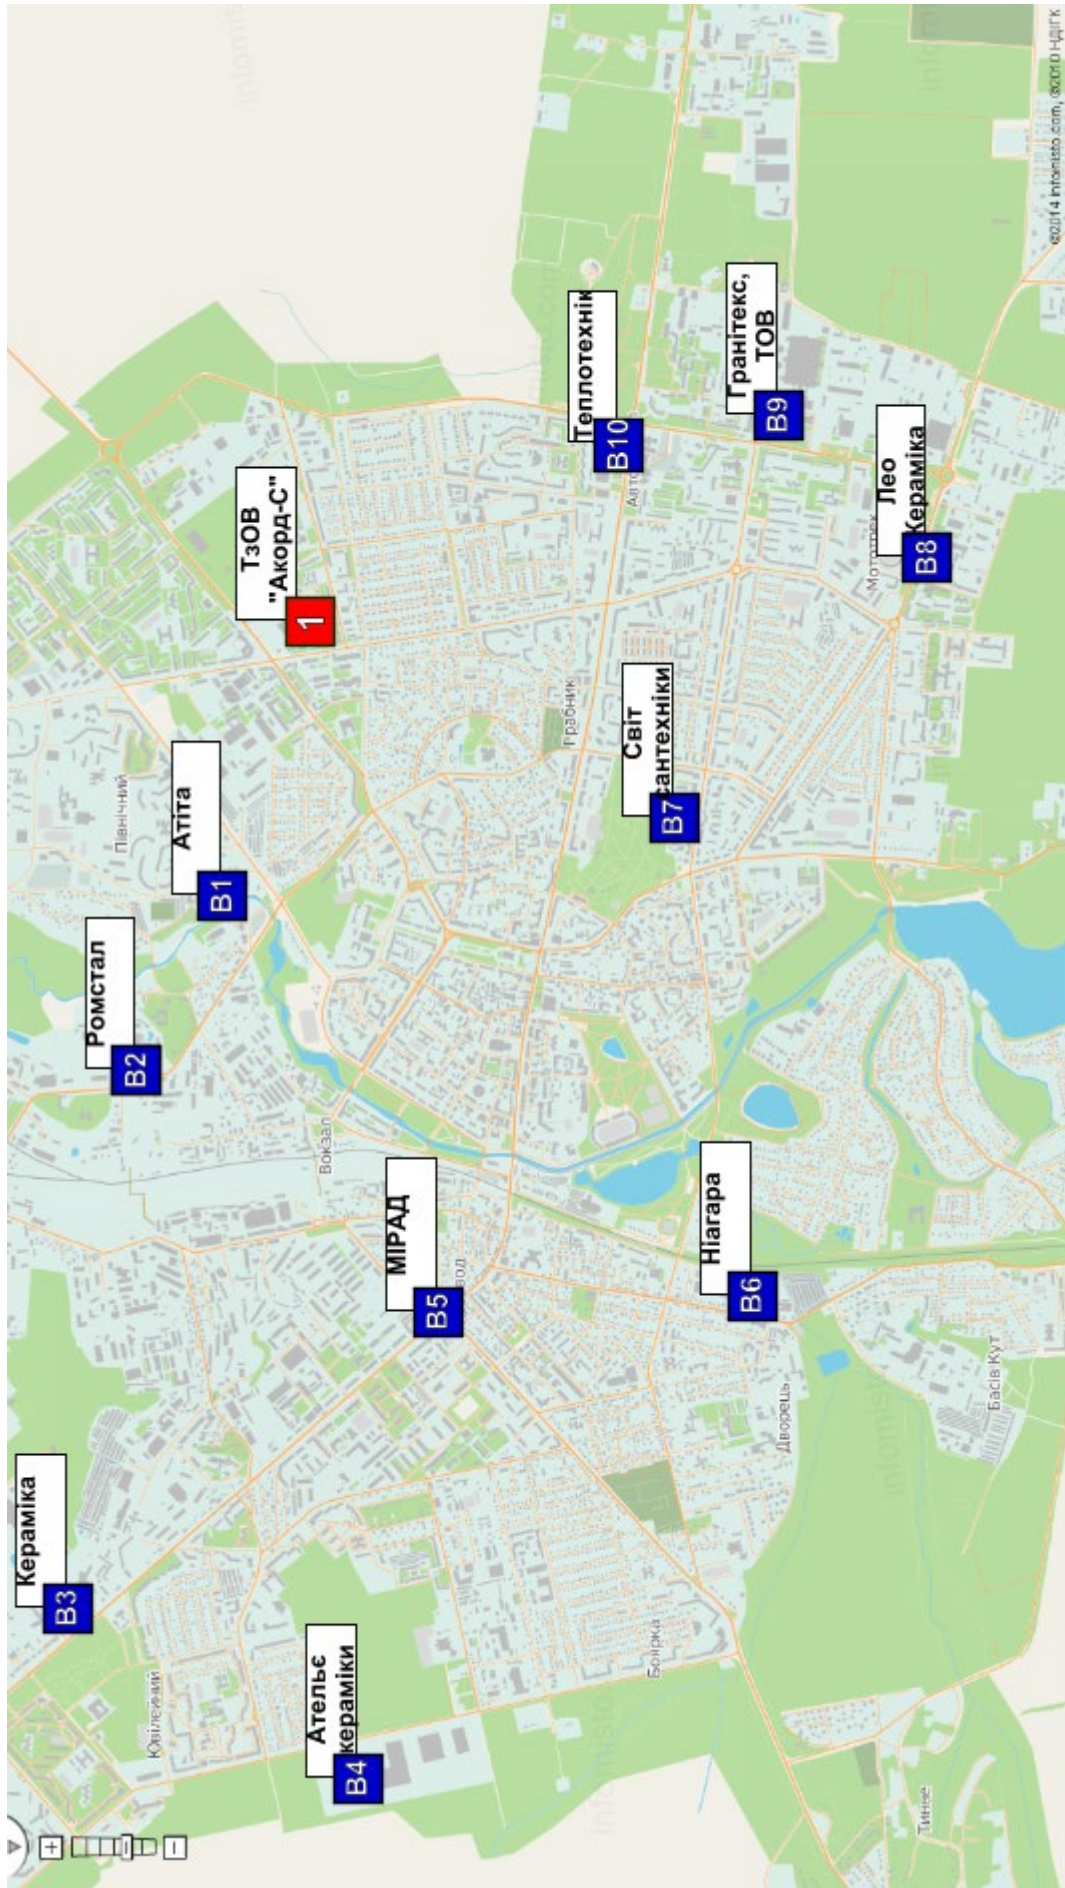 Кераміка
B3
Ательє
кераміки
B4
Ювілейний
Боярка
Тинне
МІРАД
B5
Ніагара
B6
Дворець
Басів Кут
Ромстал
B2
Вокзал
Атіта
B1
Північний
ТзОВ
"Акорд-С"
1
Грабник
Світ
сантехніки
B7
Теплотехнік
B10
Гранітекс,
ТОВ
B9
Лео
Кераміка
B8
©2014 infomisto.com, ©2010 НДІГК